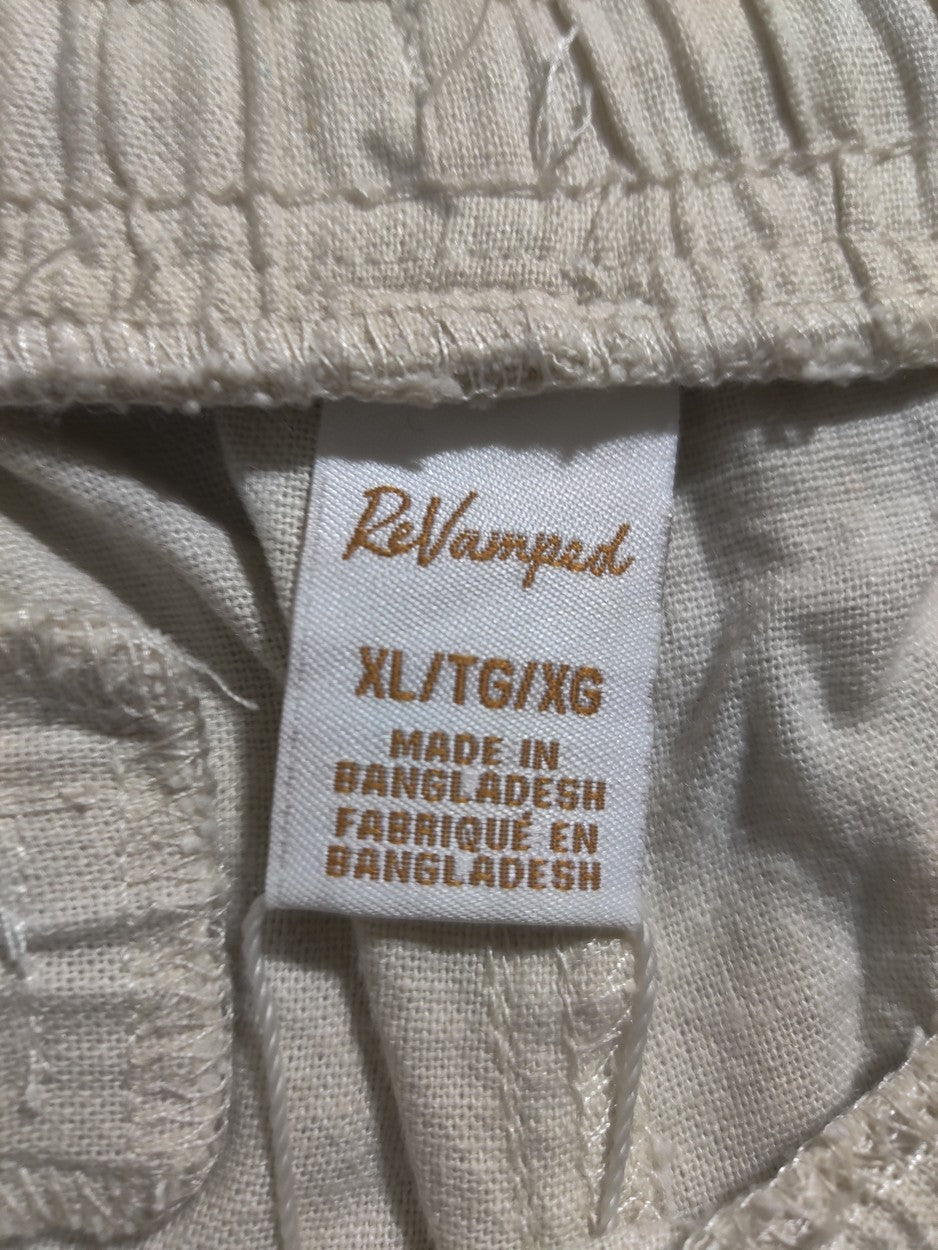 ReVamped
XL/TG/XG
MADE IN
BANGLADESH
FABRIQUÉ EN
BANGLADESH